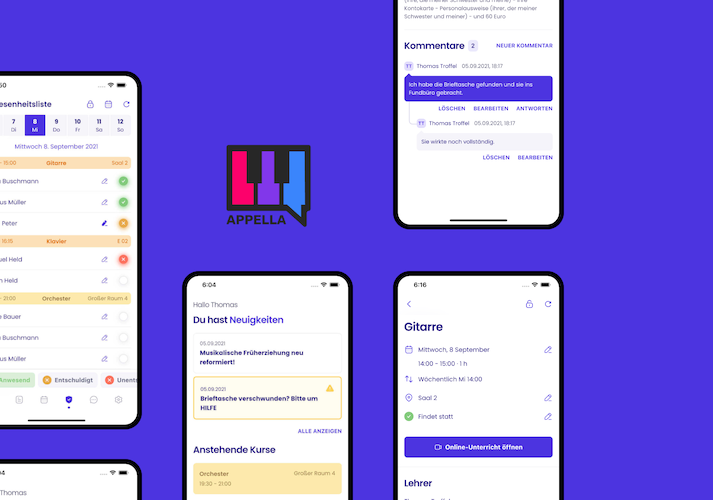 (ihre, die meiner Schwester und meine) - ihre
Kontokarte - Personalausweise (ihrer, der meiner
Schwester und meiner) - und 60 Euro
Kommentare 2 NEUER KOMMENTAR
TT Thomas Troffel 05.09.2021, 18:17
Ich habe die Brieftasche gefunden und sie ins
Fundbüro gebracht.
LÖSCHEN BEARBEITEN ANTWORTEN
TT Thomas Troffel 05.09.2021, 18:17
Sie wirkte noch vollständig.
LÖSCHEN BEARBEITEN
50
esenheitsliste
7 8 9 10 11 12
Di Mi Do Fr Sa So
Mittwoch 8. September 2021
- 15:00 Gitarre Saal 2
Buschmann
us Müller
Peter
16:15 Klavier E 02
uel Held
n Held
- 21:00 Orchester Großer Raum 4
e Bauer
Buschmann
us Müller
Anwesend Entschuldigt Unents
04
Thomas
APPELLA
6:04
Hallo Thomas
Du hast Neuigkeiten
05.09.2021
Musikalische Früherziehung neu
reformiert!
05.09.2021
Brieftasche verschwunden? Bitte um
HILFE
ALLE ANZEIGEN
Anstehende Kurse
Orchester Großer Raum 4
19:30 - 21:00
6:16
Gitarre
Mittwoch, 8 September
14:00 - 15:00 · 1 h
Wöchentlich Mi 14:00
Saal 2
Findet statt
Online-Unterricht öffnen
Lehrer